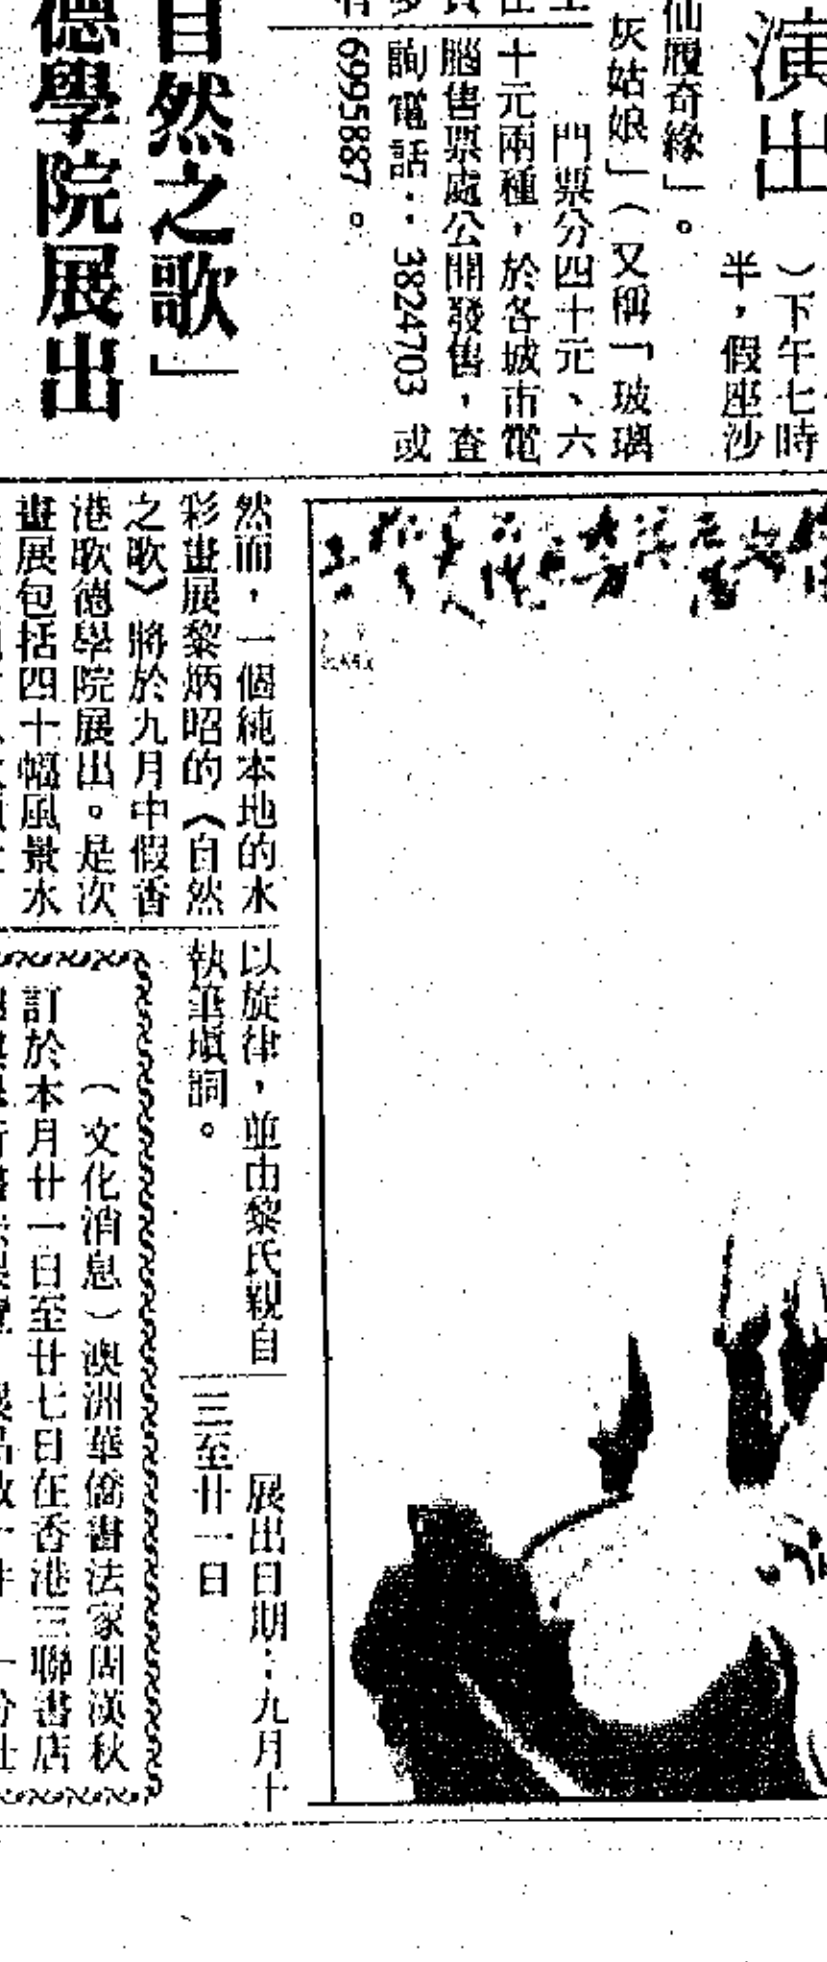 演出
）下午七時
半，假座沙
仙履奇緣」。
灰姑娘」（又稱「玻璃
門票分四十元、六
十元兩種，於各城市電
腦售票處公開發售，查
詢電話：3824703 或
6995887。
自然之歌」
德學院展出
然而，一個純本地的水
彩畫展黎炳昭的《自然
之歌》將於九月中假香
港歌德學院展出。是次
畫展包括四十幅風景水
以旋律，並由黎氏親自
執筆填詞。
展出日期：九月十
三至廿一日
（文化消息）澳洲華僑書法家周漢秋
訂於本月廿一日至廿七日在香港三聯書店